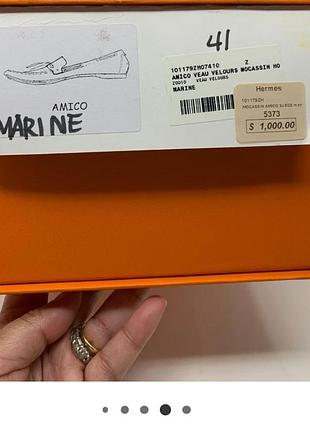 AMICO
MARINE
41
101179ZH07410 Z
AMICO VEAU VELOURS MOCASSIN HO
VEAU VELOURS
MARINE
Hermes
101179ZH
MOCASSIN AMICO SUEDE
5373
$ 1,000.00